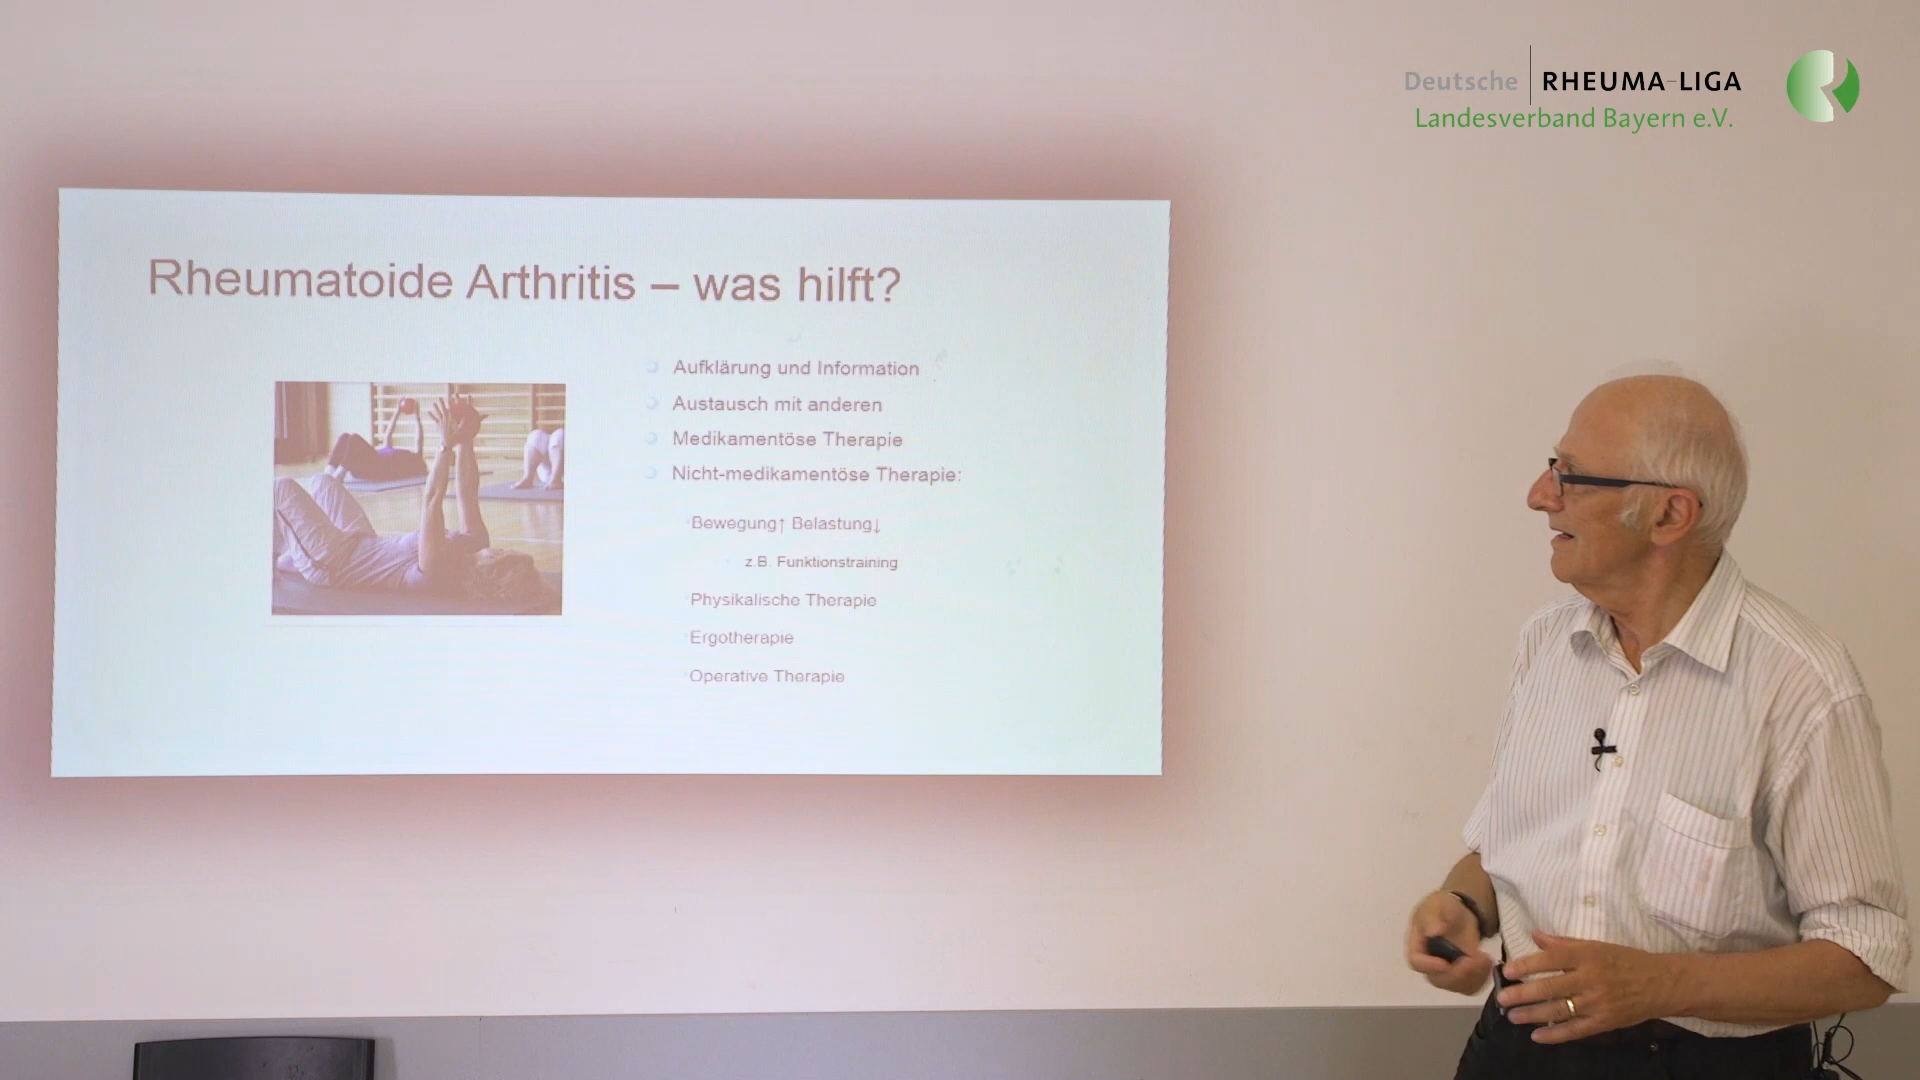 Deutsche RHEUMA-LIGA
Landesverband Bayern e.V.
Rheumatoide Arthritis – was hilft?
Aufklärung und Information
Austausch mit anderen
Medikamentöse Therapie
Nicht-medikamentöse Therapie:
Bewegung↑ Belastung↓
z.B. Funktionstraining
Physikalische Therapie
Ergotherapie
Operative Therapie